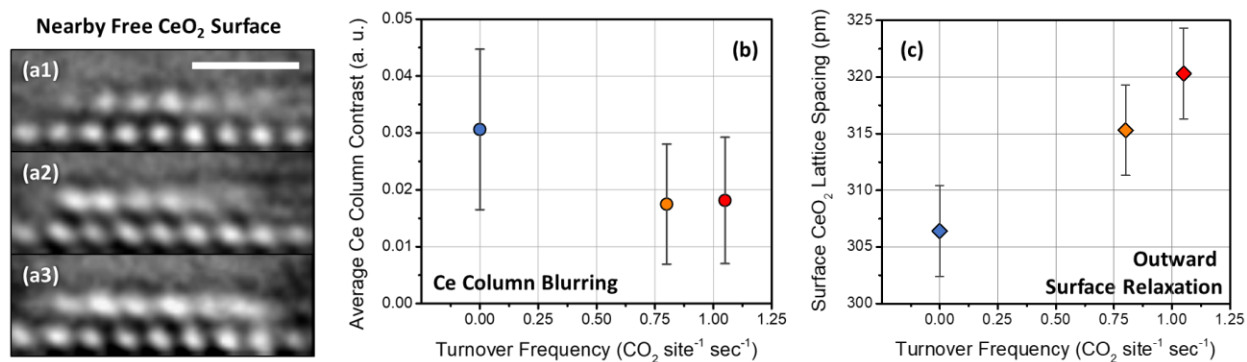 Nearby Free CeO₂ Surface
(a1)
(a2)
(a3)
Average Ce Column Contrast (a. u.)
0.05
0.04
0.03
0.02
0.01
0.00
(b)
Ce Column Blurring
0.00 0.25 0.50 0.75 1.00 1.25
Turnover Frequency (CO₂ site⁻¹ sec⁻¹)
Surface CeO₂ Lattice Spacing (pm)
325
320
315
310
305
300
(c)
Outward
Surface Relaxation
0.00 0.25 0.50 0.75 1.00 1.25
Turnover Frequency (CO₂ site⁻¹ sec⁻¹)